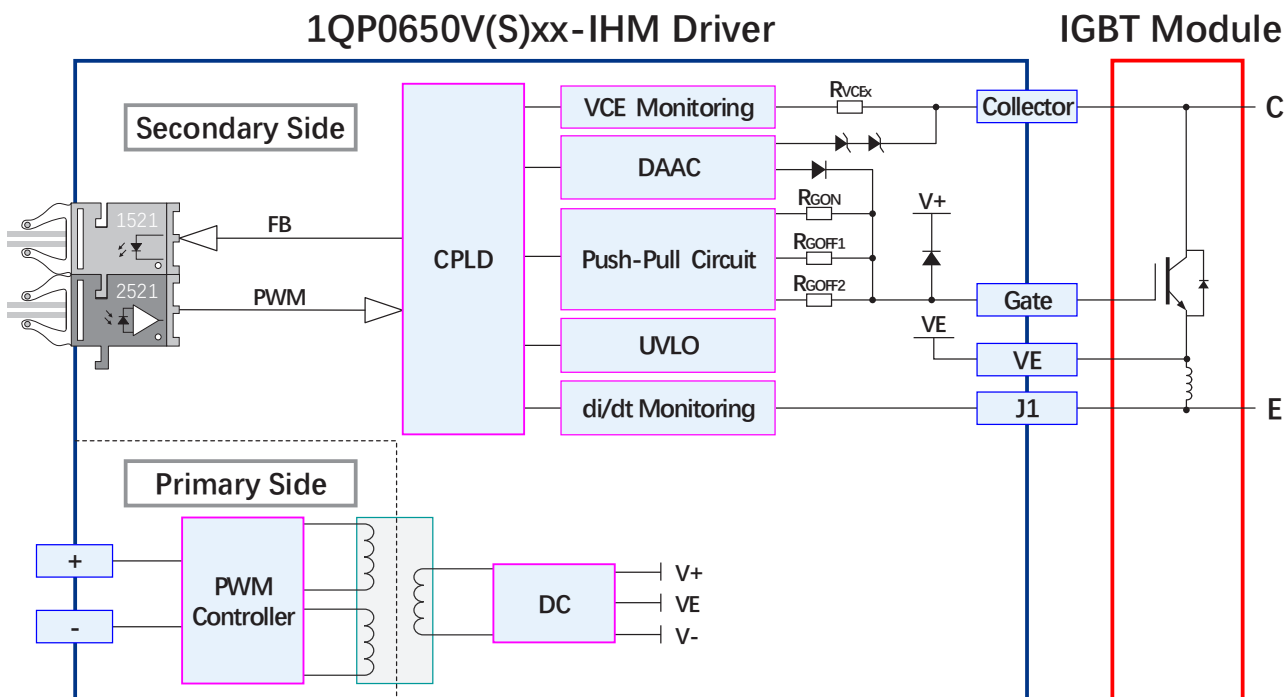 1QP0650V(S)xx-IHM Driver
IGBT Module
Secondary Side
VCE Monitoring
RVCEx
Collector
C
DAAC
1521
FB
CPLD
RGON
V+
Push-Pull Circuit
RGOFF1
2521
PWM
RGOFF2
Gate
UVLO
VE
VE
di/dt Monitoring
J1
E
Primary Side
+
PWM
Controller
-
DC
V+
VE
V-